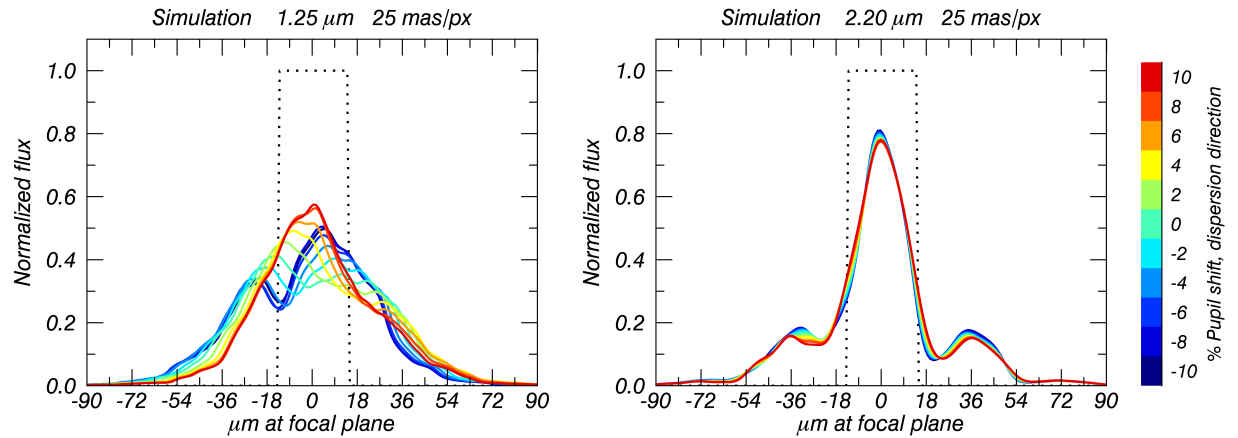 Simulation 1.25 μm 25 mas/px
Normalized flux
1.0
0.8
0.6
0.4
0.2
0.0
-90 -72 -54 -36 -18 0 18 36 54 72 90
μm at focal plane
Simulation 2.20 μm 25 mas/px
Normalized flux
1.0
0.8
0.6
0.4
0.2
0.0
-90 -72 -54 -36 -18 0 18 36 54 72 90
μm at focal plane
10
8
6
4
2
0
-2
-4
-6
-8
-10
% Pupil shift, dispersion direction